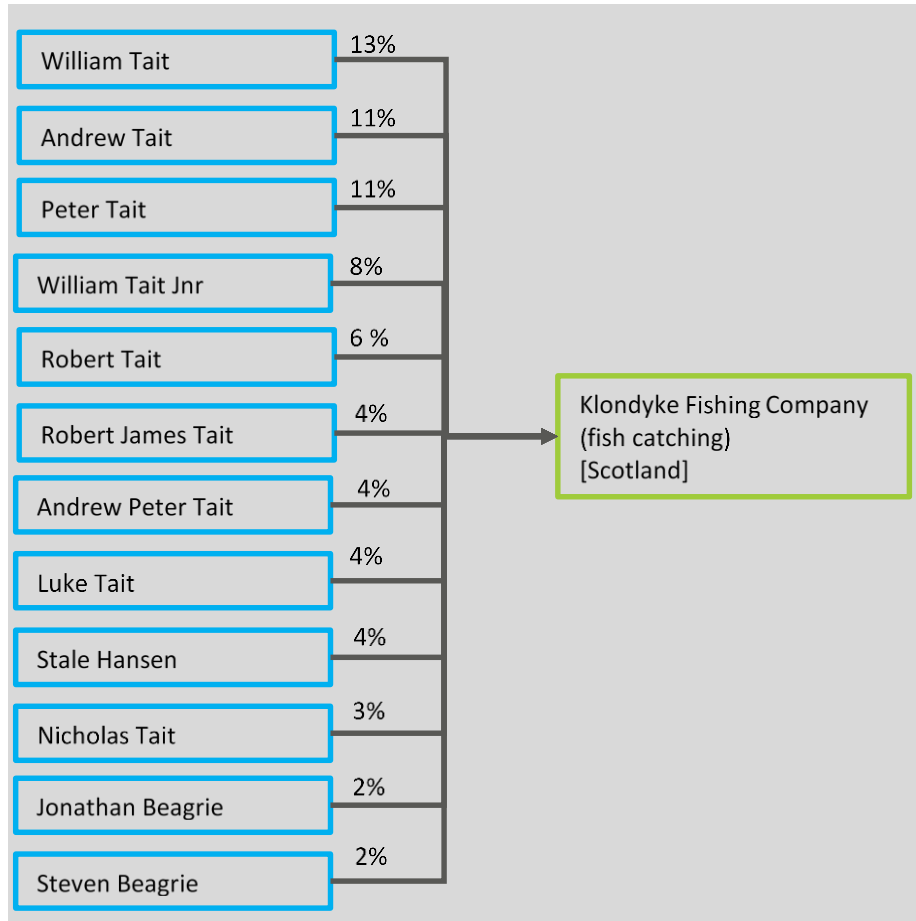 William Tait
13%
Andrew Tait
11%
Peter Tait
11%
William Tait Jnr
8%
Robert Tait
6 %
Robert James Tait
4%
Andrew Peter Tait
4%
Luke Tait
4%
Stale Hansen
4%
Nicholas Tait
3%
Jonathan Beagrie
2%
Steven Beagrie
2%
Klondyke Fishing Company
(fish catching)
[Scotland]